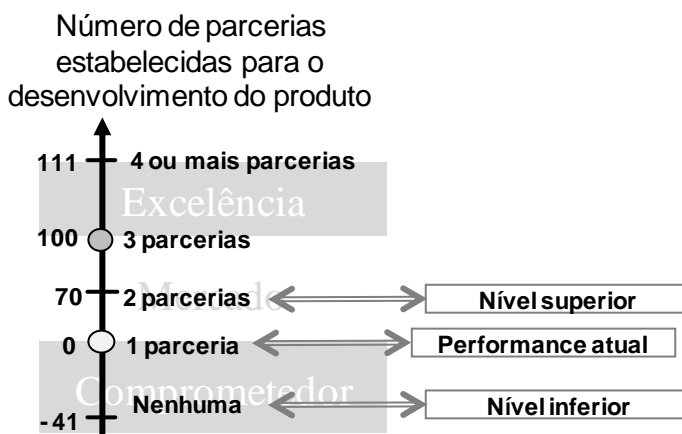 Número de parcerias
estabelecidas para o
desenvolvimento do produto
111 4 ou mais parcerias
Excelência
100 3 parcerias
Mercado
70 2 parcerias Nível superior
0 1 parceria Performance atual
Comprometedor
Nenhuma Nível inferior
- 41